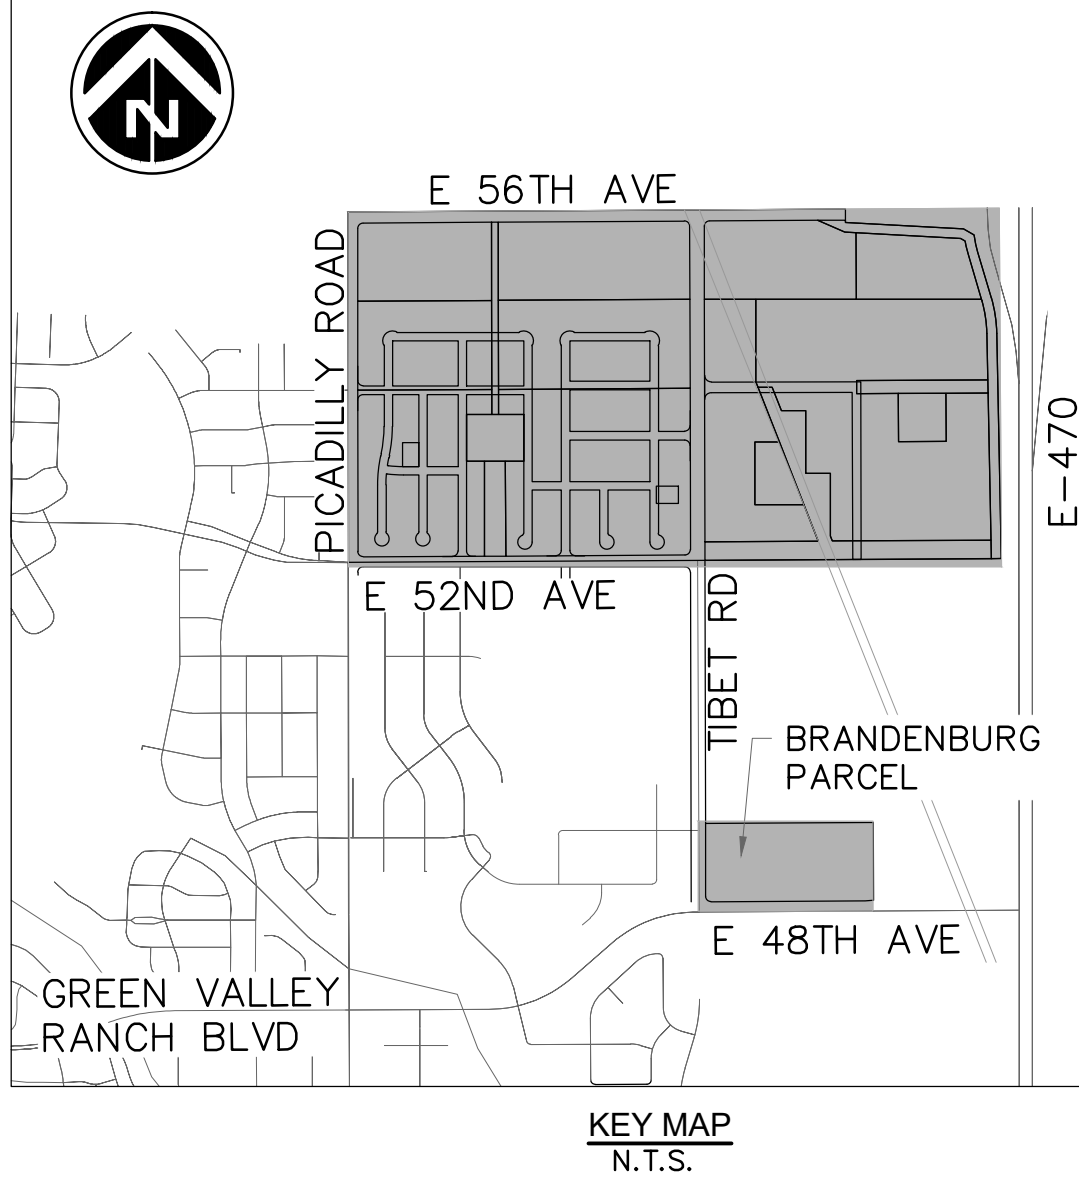 N
E 56TH AVE
PICADILLY ROAD
E-470
E 52ND AVE
TIBET RD
BRANDENBURG
PARCEL
E 48TH AVE
GREEN VALLEY
RANCH BLVD
KEY MAP
N.T.S.